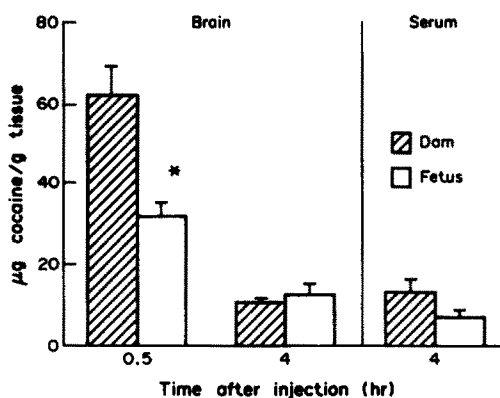 Brain Serum
80
60
40
20
0
*
Dam
Fetus
0.5 4 4
Time after injection (hr)
μg cocaine/g tissue